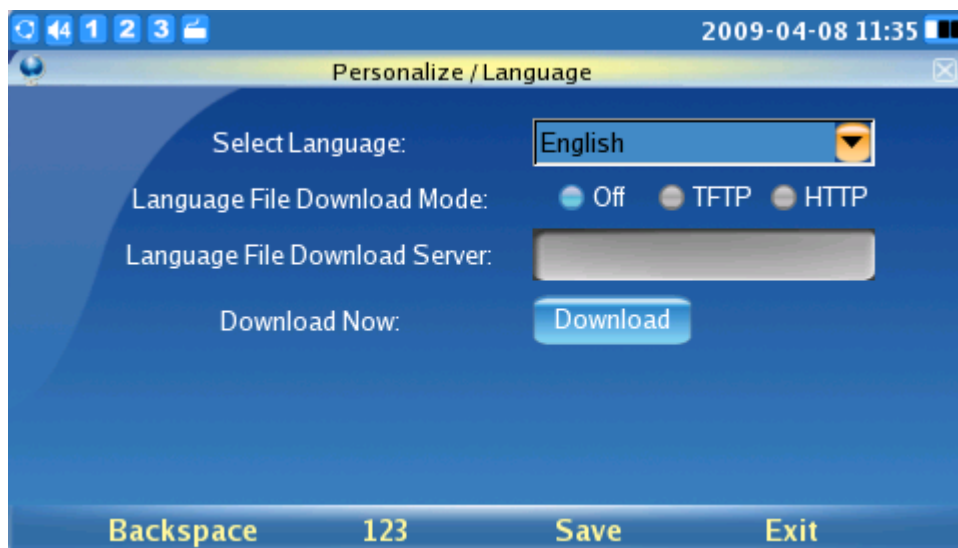 4 1 2 3 2009-04-08 11:35
Personalize / Language
Select Language: English
Language File Download Mode: Off TFTP HTTP
Language File Download Server:
Download Now: Download
Backspace 123 Save Exit